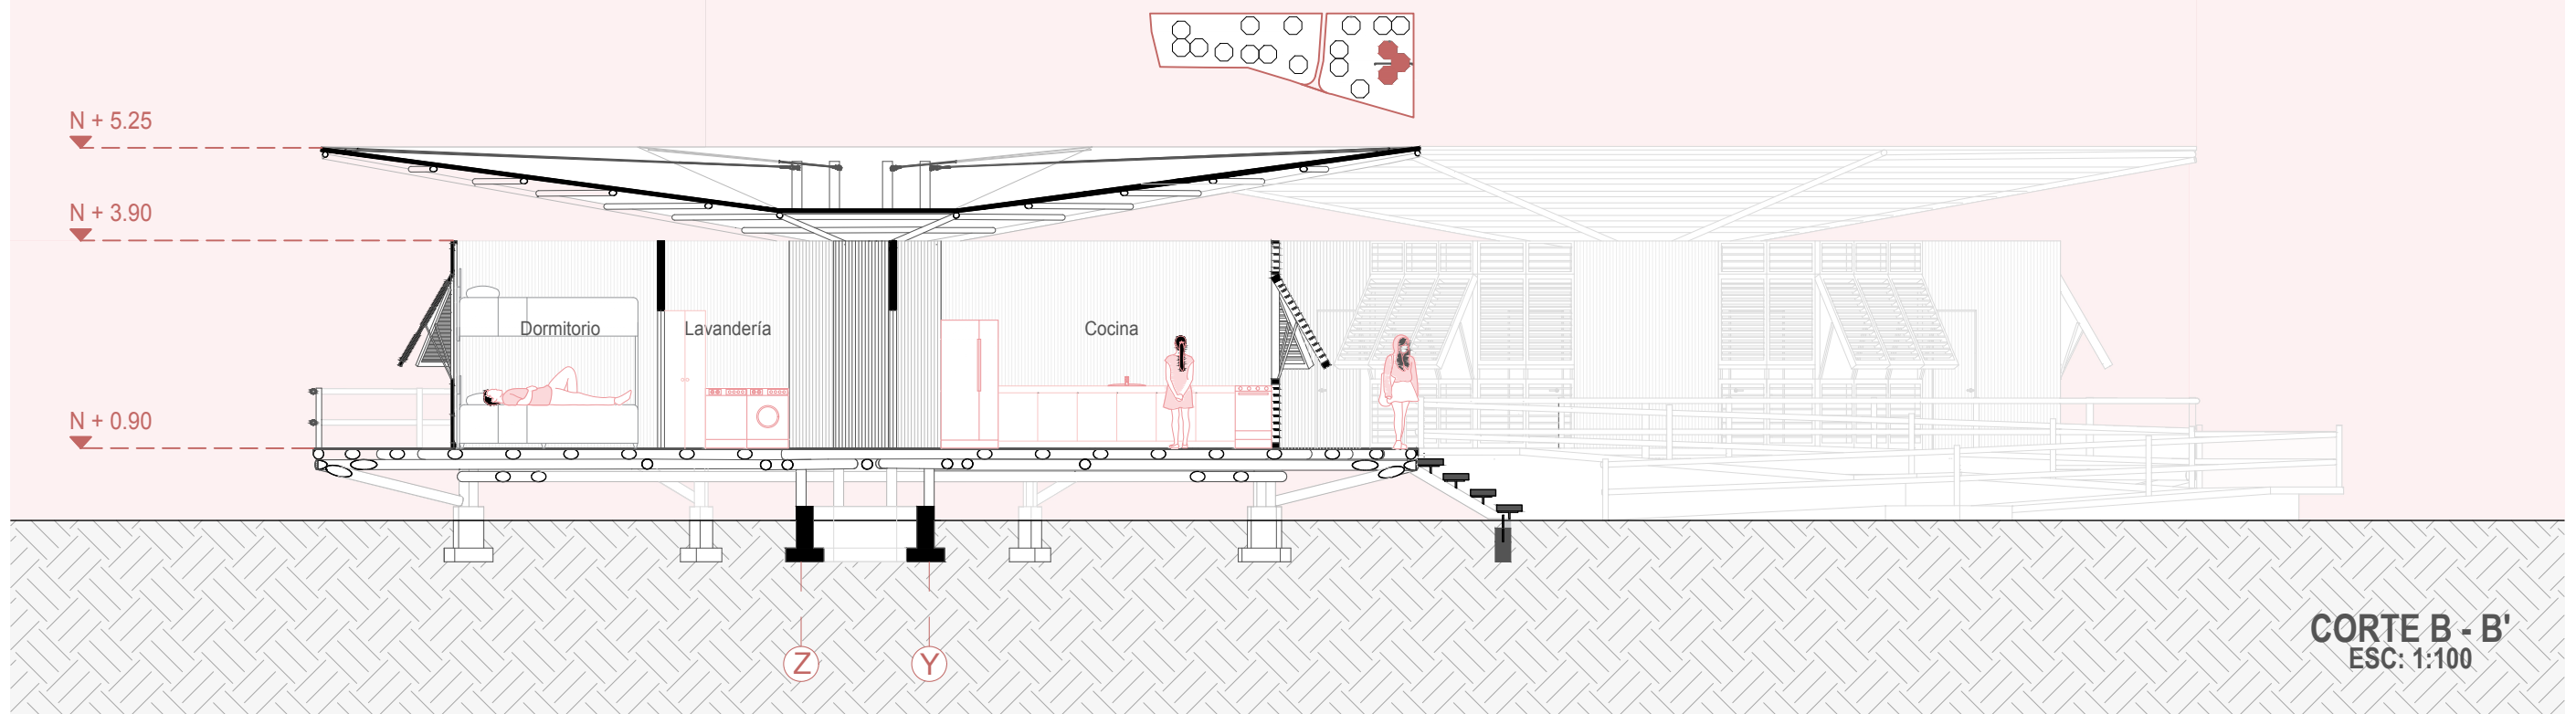 N + 5.25
N + 3.90
Dormitorio
Lavandería
Cocina
N + 0.90
Z
Y
CORTE B - B'
ESC: 1:100